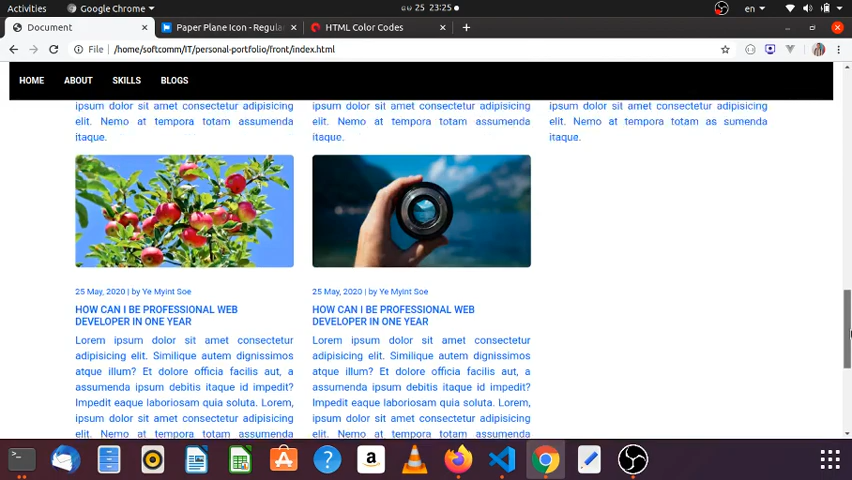 Activities
Google Chrome
မေ 25 23:25
en
Document
Paper Plane Icon - Regular
HTML Color Codes
File
/home/softcomm/IT/personal-portfolio/front/index.html
HOME ABOUT SKILLS BLOGS
ipsum dolor sit amet consectetur adipisicing
elit. Nemo at tempora totam assumenda
itaque.
ipsum dolor sit amet consectetur adipisicing
elit. Nemo at tempora totam assumenda
itaque.
ipsum dolor sit amet consectetur adipisicing
elit. Nemo at tempora totam as sumenda
itaque.
25 May, 2020 | by Ye Myint Soe
HOW CAN I BE PROFESSIONAL WEB
DEVELOPER IN ONE YEAR
Lorem ipsum dolor sit amet consectetur
adipisicing elit. Similique autem dignissimos
atque illum? Et dolore officia facilis aut, a
assumenda ipsum debitis itaque id impedit?
Impedit eaque laboriosam quia soluta. Lorem,
ipsum dolor sit amet consectetur adipisicing
elit. Nemo at tempora totam assumenda
25 May, 2020 | by Ye Myint Soe
HOW CAN I BE PROFESSIONAL WEB
DEVELOPER IN ONE YEAR
Lorem ipsum dolor sit amet consectetur
adipisicing elit. Similique autem dignissimos
atque illum? Et dolore officia facilis aut, a
assumenda ipsum debitis itaque id impedit?
Impedit eaque laboriosam quia soluta. Lorem,
ipsum dolor sit amet consectetur adipisicing
elit. Nemo at tempora totam assumenda